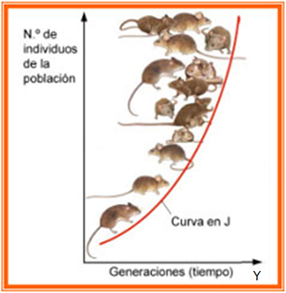 N.º de
individuos
de la
población
Curva en J
Generaciones (tiempo)
Y